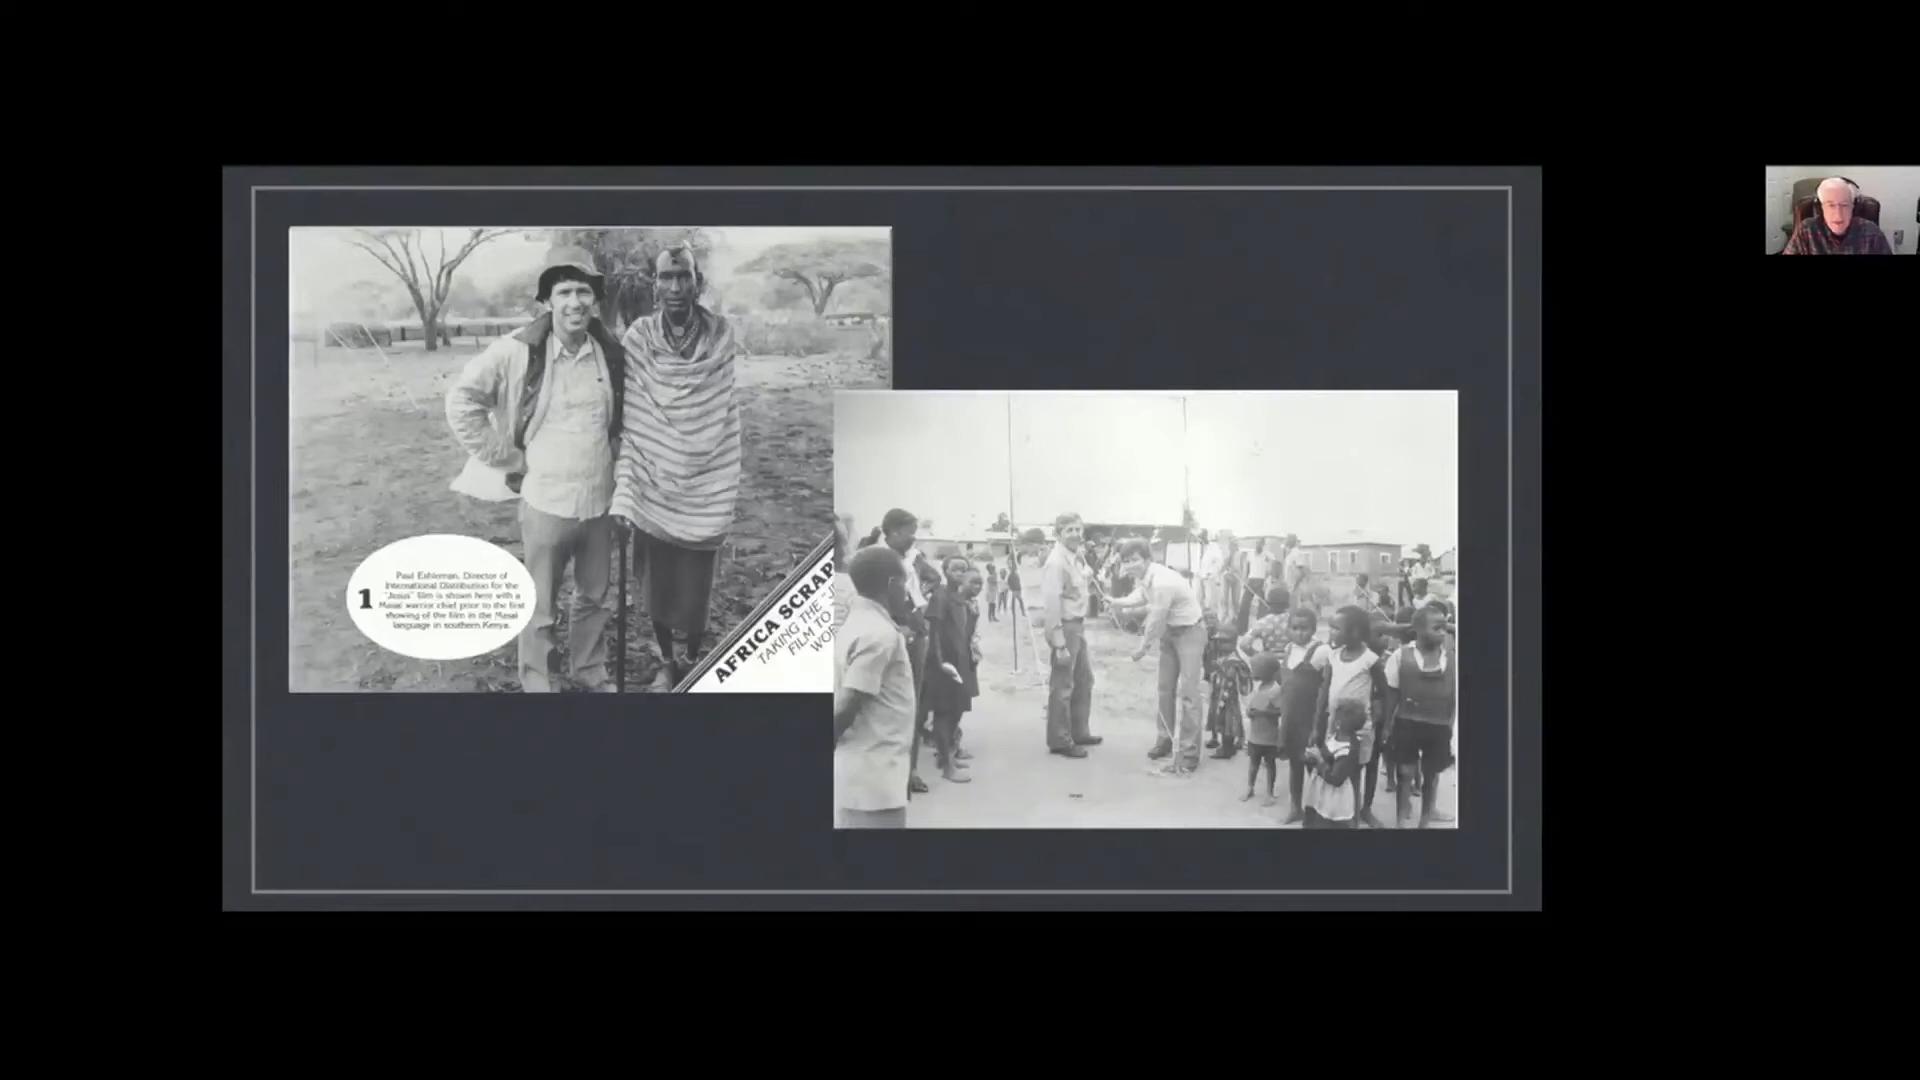 1
Paul Eshleman, Director of
International Distribution for the
"Jesus" film is shown here with a
Masai warrior chief prior to the first
showing of the film in the Masai
language in southern Kenya.
AFRICA SCRAP
TAKING THE "J
FILM TO
WOR